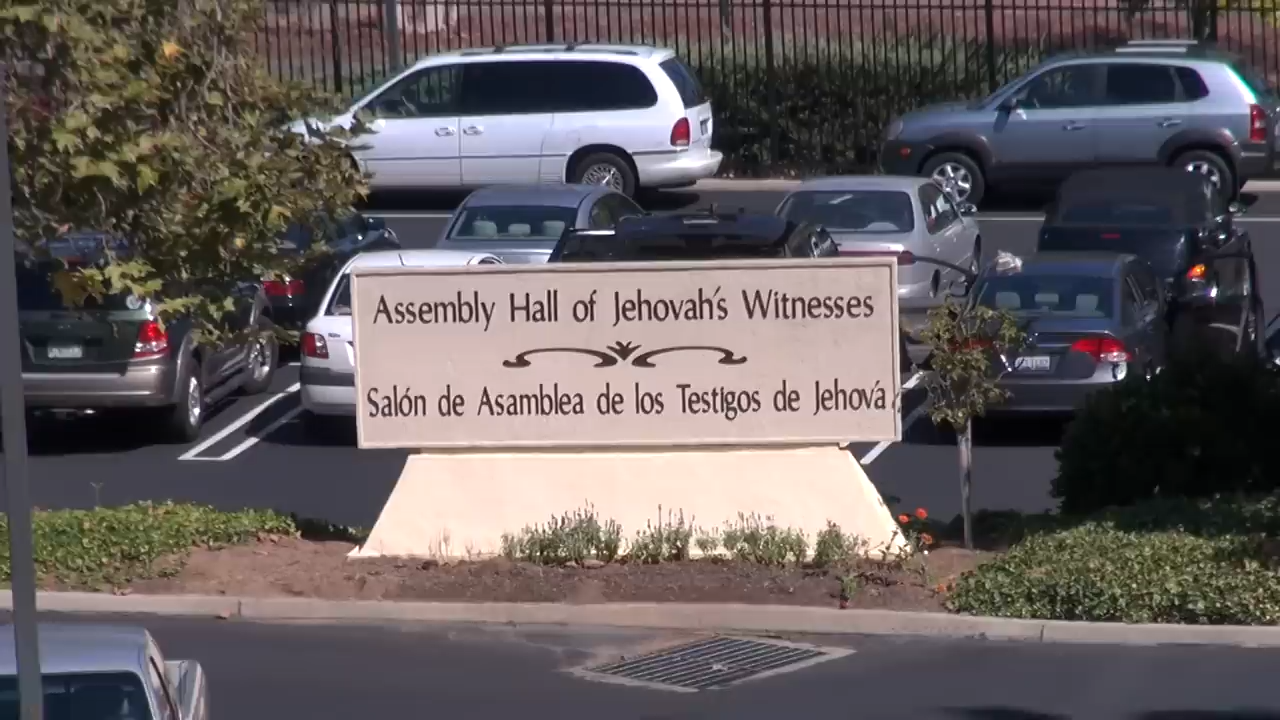 Assembly Hall of Jehovah's Witnesses
Salón de Asamblea de los Testigos de Jehová